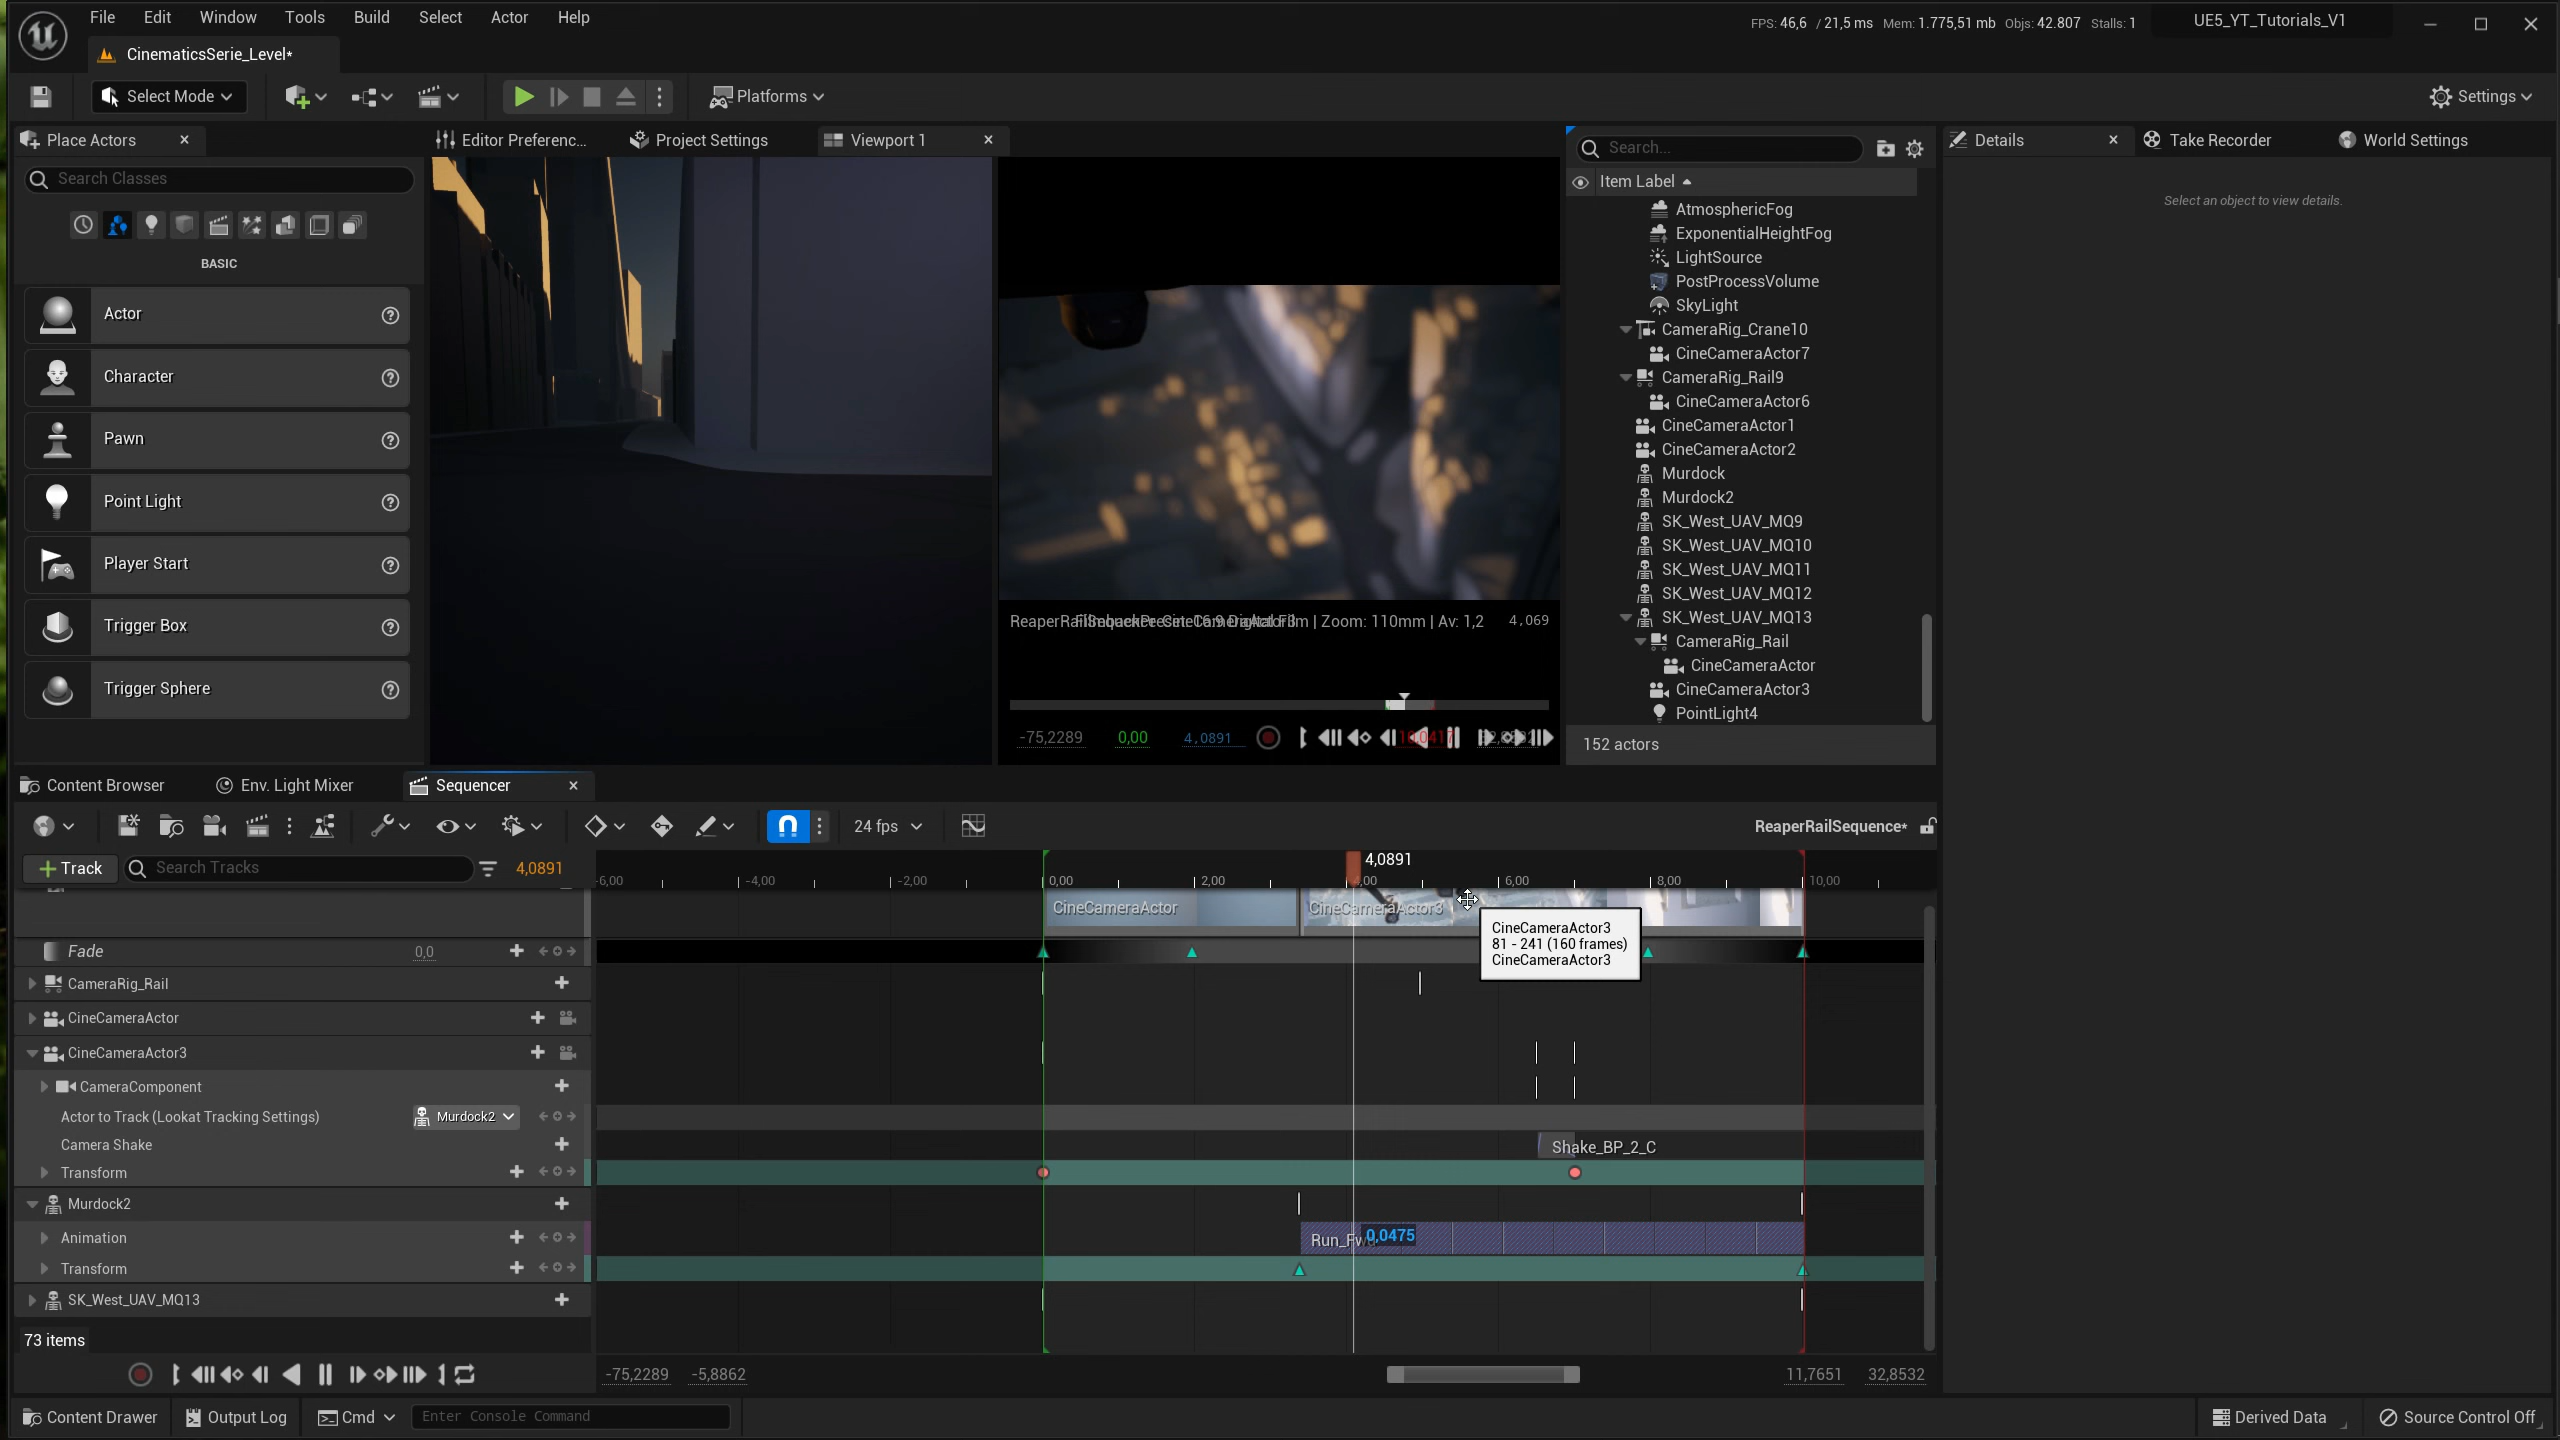 File Edit Window Tools Build Select Actor Help
FPS: 46,6 / 21,5 ms Mem: 1.775,51 mb Objs: 42.807 Stalls: 1 UE5_YT_Tutorials_V1
CinematicsSerie_Level*
Select Mode
Platforms
Settings
Place Actors
Editor Preferenc...
Project Settings
Viewport 1
Search Classes
BASIC
Actor
Character
Pawn
Point Light
Player Start
Trigger Box
Trigger Sphere
Zoom: 110mm | Av: 1,2
4,069
-75,2289 0,00 4,0891
Search...
Item Label
AtmosphericFog
ExponentialHeightFog
LightSource
PostProcessVolume
SkyLight
CameraRig_Crane10
CineCameraActor7
CameraRig_Rail9
CineCameraActor6
CineCameraActor1
CineCameraActor2
Murdock
Murdock2
SK_West_UAV_MQ9
SK_West_UAV_MQ10
SK_West_UAV_MQ11
SK_West_UAV_MQ12
SK_West_UAV_MQ13
CameraRig_Rail
CineCameraActor
CineCameraActor3
PointLight4
152 actors
Details
Take Recorder
World Settings
Select an object to view details.
Content Browser
Env. Light Mixer
Sequencer
24 fps
ReaperRailSequence*
Track
Search Tracks
4,0891
4,0891
-6,00 -4,00 -2,00 0,00 2,00 6,00 8,00 10,00
CineCameraActor
CineCameraActor3
CineCameraActor3
81 - 241 (160 frames)
CineCameraActor3
Fade 0,0
CameraRig_Rail
CineCameraActor
CineCameraActor3
CameraComponent
Actor to Track (Lookat Tracking Settings) Murdock2
Camera Shake
Shake_BP_2_C
Transform
Murdock2
Animation
0,0475
Transform
SK_West_UAV_MQ13
73 items
-75,2289 -5,8862 11,7651 32,8532
Content Drawer
Output Log
Cmd
Enter Console Command
Derived Data
Source Control Off